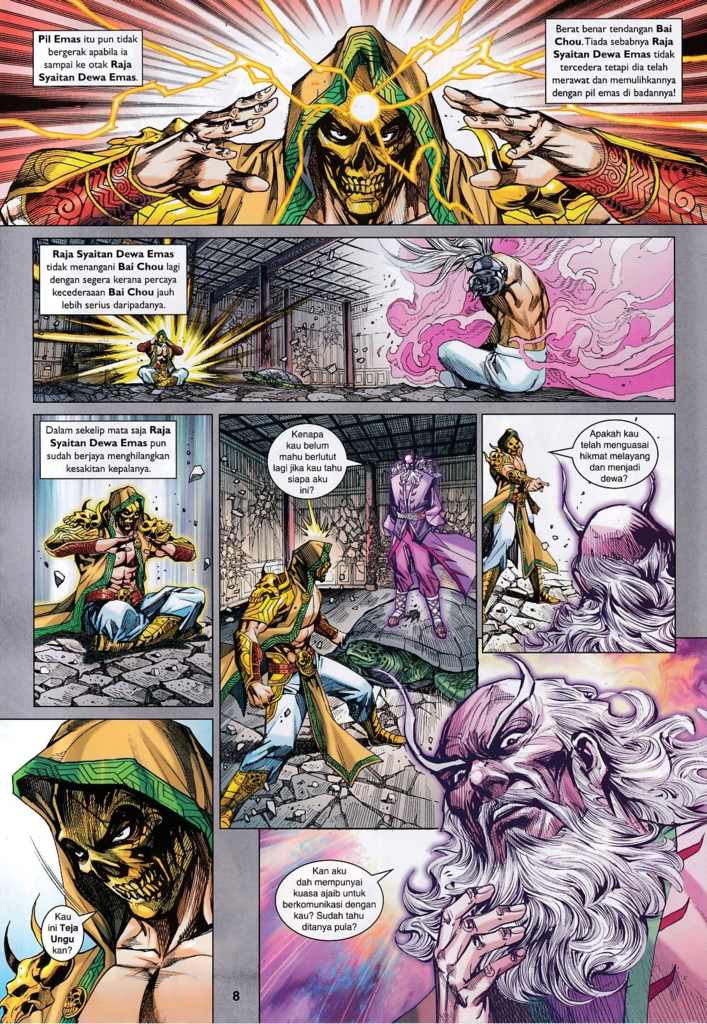 Pil Emas itu pun tidak
bergerak apabila ia
sampai ke otak Raja
Syaitan Dewa Emas.
Berat benar tendangan Bai
Chou.Tiada sebabnya Raja
Syaitan Dewa Emas tidak
tercedera tetapi dia telah
merawat dan memulihkannya
dengan pil emas di badannya!
Raja Syaitan Dewa Emas
tidak menangani Bai Chou lagi
dengan segera kerana percaya
kecederaaan Bai Chou jauh
lebih serius daripadanya.
Dalam sekelip mata saja Raja
Syaitan Dewa Emas pun
sudah berjaya menghilangkan
kesakitan kepalanya.
Kenapa
kau belum
mahu berlutut
lagi jika kau tahu
siapa aku
ini?
Apakah kau
telah menguasai
hikmat melayang
dan menjadi
dewa?
Kau
ini Teja
Ungu
kan?
Kan aku
dah mempunyai
kuasa ajaib untuk
berkomunikasi dengan
kau? Sudah tahu
ditanya pula?
8